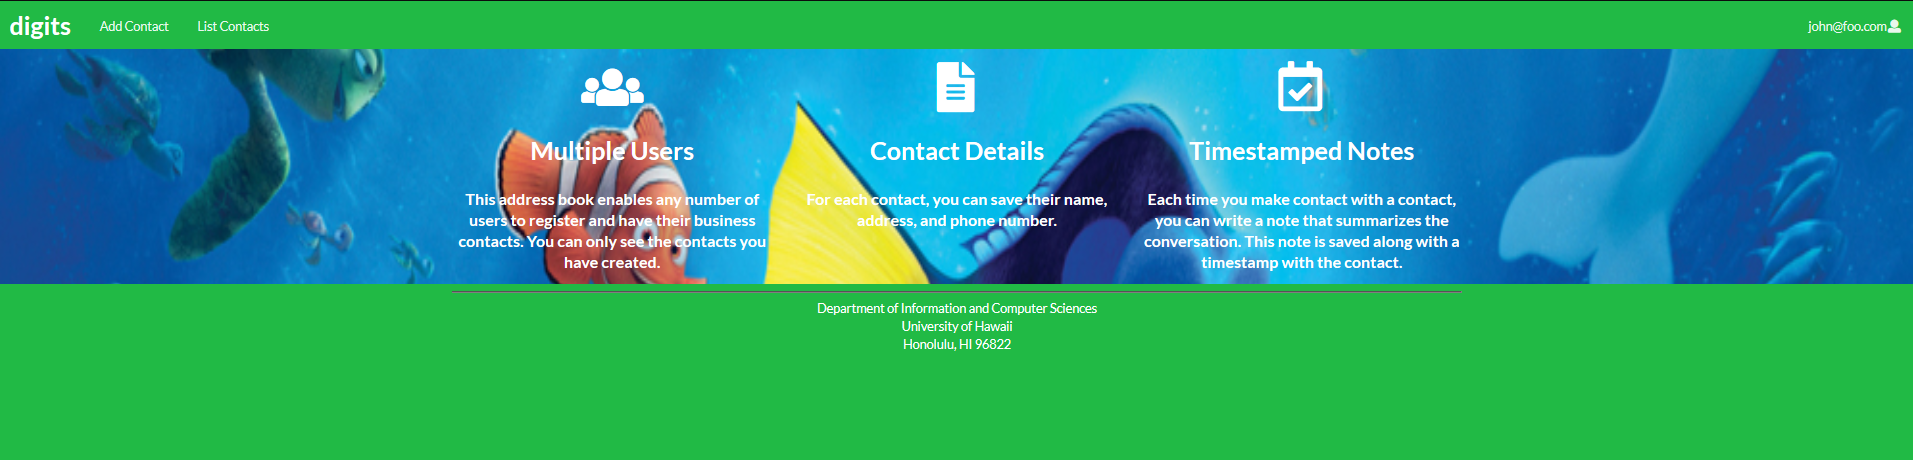 digits Add Contact List Contacts john@foo.com
Multiple Users
This address book enables any number of
users to register and have their business
contacts. You can only see the contacts you
have created.
Contact Details
For each contact, you can save their name,
address, and phone number.
Timestamped Notes
Each time you make contact with a contact,
you can write a note that summarizes the
conversation. This note is saved along with a
timestamp with the contact.
Department of Information and Computer Sciences
University of Hawaii
Honolulu, HI 96822